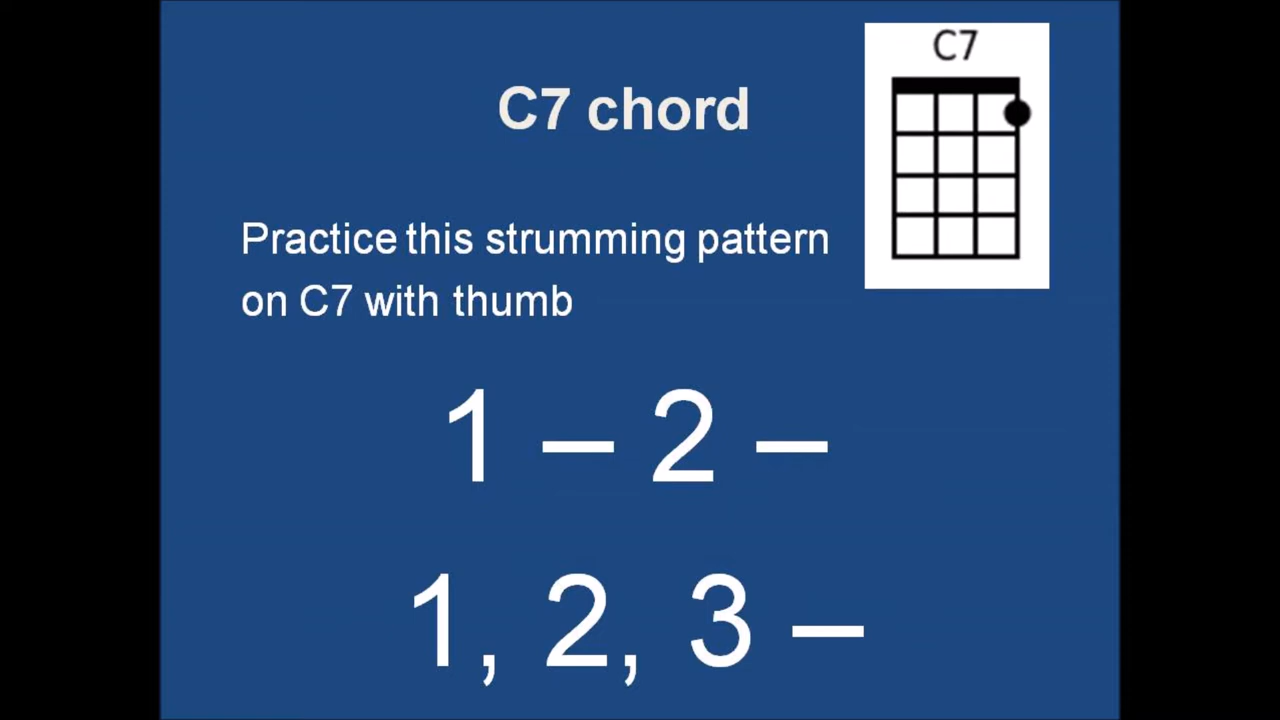 C7
C7 chord
Practice this strumming pattern
on C7 with thumb
1 – 2 –
1, 2, 3 –